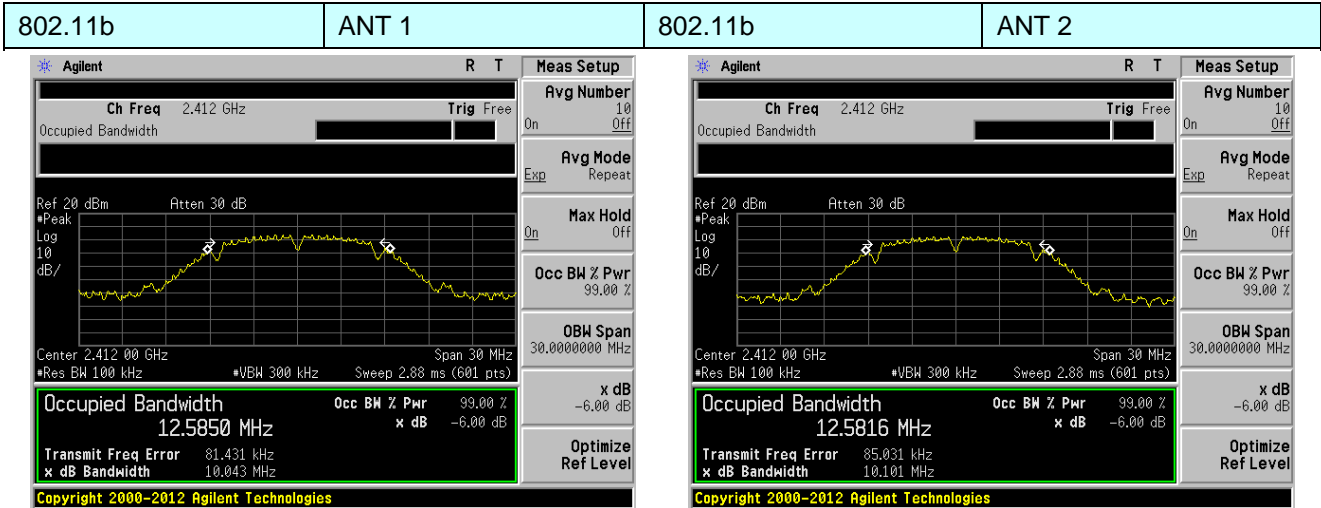 802.11b ANT 1 802.11b ANT 2
Agilent R T Meas Setup
Ch Freq 2.412 GHz Trig Free
Occupied Bandwidth
Avg Number
10
On Off
Avg Mode
Exp Repeat
Ref 20 dBm Atten 30 dB
#Peak
Log
10
dB/
Max Hold
On Off
Occ BW % Pwr
99.00 %
OBW Span
30.0000000 MHz
Center 2.412 00 GHz Span 30 MHz
#Res BW 100 kHz #VBW 300 kHz Sweep 2.88 ms (601 pts)
Occupied Bandwidth Occ BW % Pwr 99.00 %
12.5850 MHz x dB -6.00 dB
Transmit Freq Error 81.431 kHz
x dB Bandwidth 10.043 MHz
x dB
-6.00 dB
Optimize
Ref Level
Copyright 2000-2012 Agilent Technologies
Agilent R T Meas Setup
Ch Freq 2.412 GHz Trig Free
Occupied Bandwidth
Avg Number
10
On Off
Avg Mode
Exp Repeat
Ref 20 dBm Atten 30 dB
#Peak
Log
10
dB/
Max Hold
On Off
Occ BW % Pwr
99.00 %
OBW Span
30.0000000 MHz
Center 2.412 00 GHz Span 30 MHz
#Res BW 100 kHz #VBW 300 kHz Sweep 2.88 ms (601 pts)
Occupied Bandwidth Occ BW % Pwr 99.00 %
12.5816 MHz x dB -6.00 dB
Transmit Freq Error 85.031 kHz
x dB Bandwidth 10.101 MHz
x dB
-6.00 dB
Optimize
Ref Level
Copyright 2000-2012 Agilent Technologies